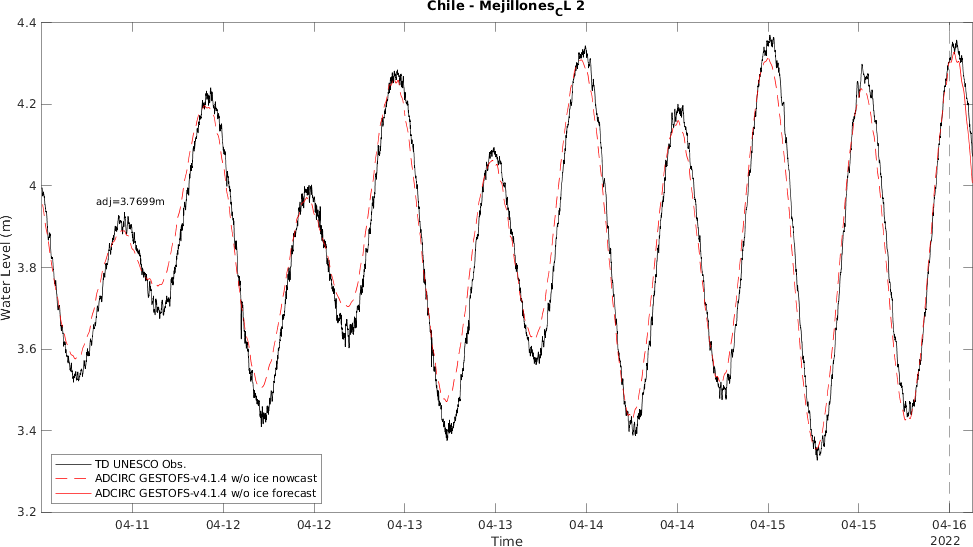 Chile - Mejillones_CL 2
4.4
4.2
4
3.8
3.6
3.4
3.2
Water Level (m)
adj=3.7699m
TD UNESCO Obs.
ADCIRC GESTOFS-v4.1.4 w/o ice nowcast
ADCIRC GESTOFS-v4.1.4 w/o ice forecast
04-11 04-12 04-12 04-13 04-13 04-14 04-14 04-15 04-15 04-16
Time 2022